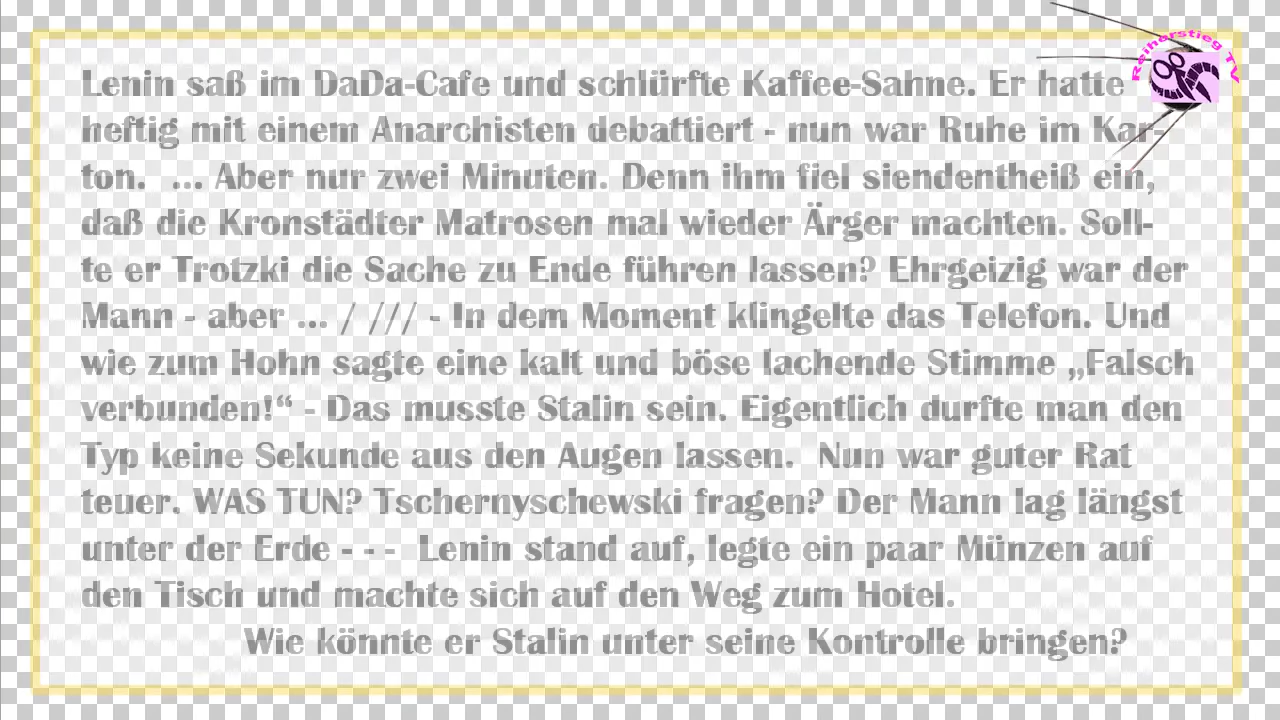 Reiherstieg TV
Lenin saß im DaDa-Cafe und schlürfte Kaffee-Sahne. Er hatte
heftig mit einem Anarchisten debattiert - nun war Ruhe im Kar-
ton.  ... Aber nur zwei Minuten. Denn ihm fiel siendentheiß ein,
daß die Kronstädter Matrosen mal wieder Ärger machten. Soll-
te er Trotzki die Sache zu Ende führen lassen? Ehrgeizig war der
Mann - aber ... / /// - In dem Moment klingelte das Telefon. Und
wie zum Hohn sagte eine kalt und böse lachende Stimme „Falsch
verbunden!“ - Das musste Stalin sein. Eigentlich durfte man den
Typ keine Sekunde aus den Augen lassen.  Nun war guter Rat
teuer. WAS TUN? Tschernyschewski fragen? Der Mann lag längst
unter der Erde - - -  Lenin stand auf, legte ein paar Münzen auf
den Tisch und machte sich auf den Weg zum Hotel.
Wie könnte er Stalin unter seine Kontrolle bringen?